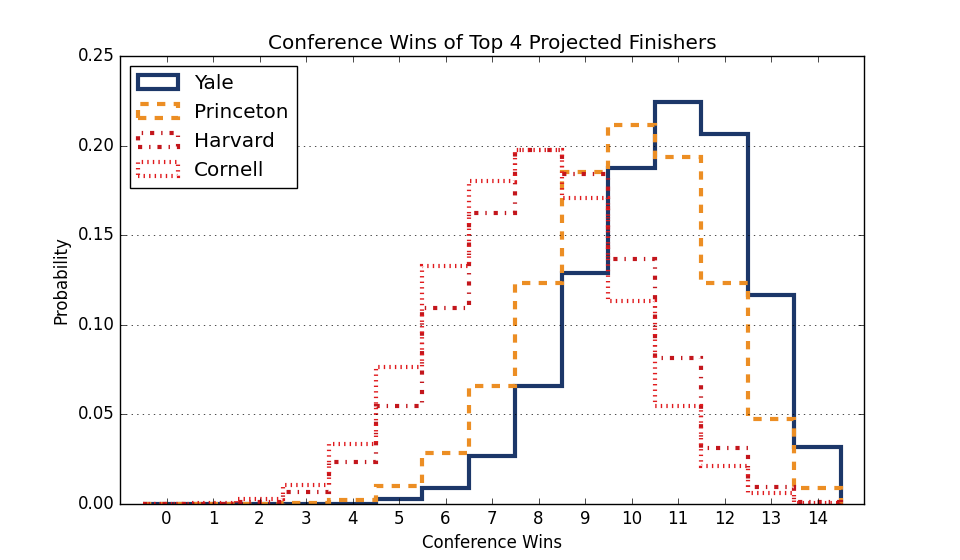 Conference Wins of Top 4 Projected Finishers
0.25
0.20
0.15
0.10
0.05
0.00
Probability
Yale
Princeton
Harvard
Cornell
0 1 2 3 4 5 6 7 8 9 10 11 12 13 14
Conference Wins